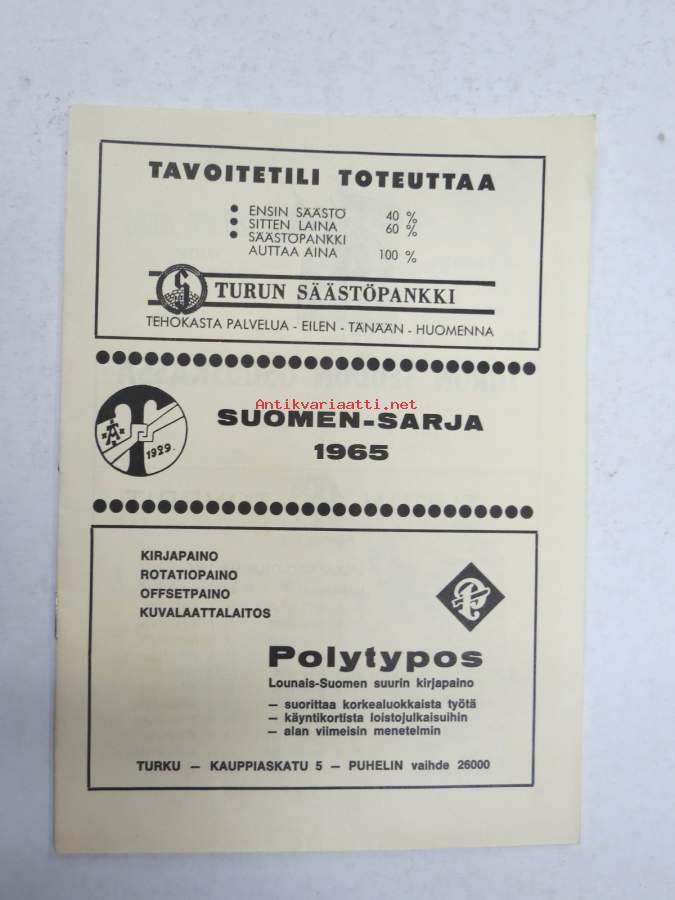 TAVOITETILI TOTEUTTAA
● ENSIN SÄÄSTÖ 40 %
● SITTEN LAINA 60 %
● SÄÄSTÖPANKKI
AUTTAA AINA 100 %
TURUN SÄÄSTÖPANKKI
TEHOKASTA PALVELUA - EILEN - TÄNÄÄN - HUOMENNA
Antikvariaatti.net
SUOMEN-SARJA
1965
1929.
KIRJAPAINO
ROTATIOPAINO
OFFSETPAINO
KUVALAATTALAITOS
Polytypos
Lounais-Suomen suurin kirjapaino
— suorittaa korkealuokkaista työtä
— käyntikortista loistojulkaisuihin
— alan viimeisin menetelmin
TURKU — KAUPPIASKATU 5 — PUHELIN vaihde 26000